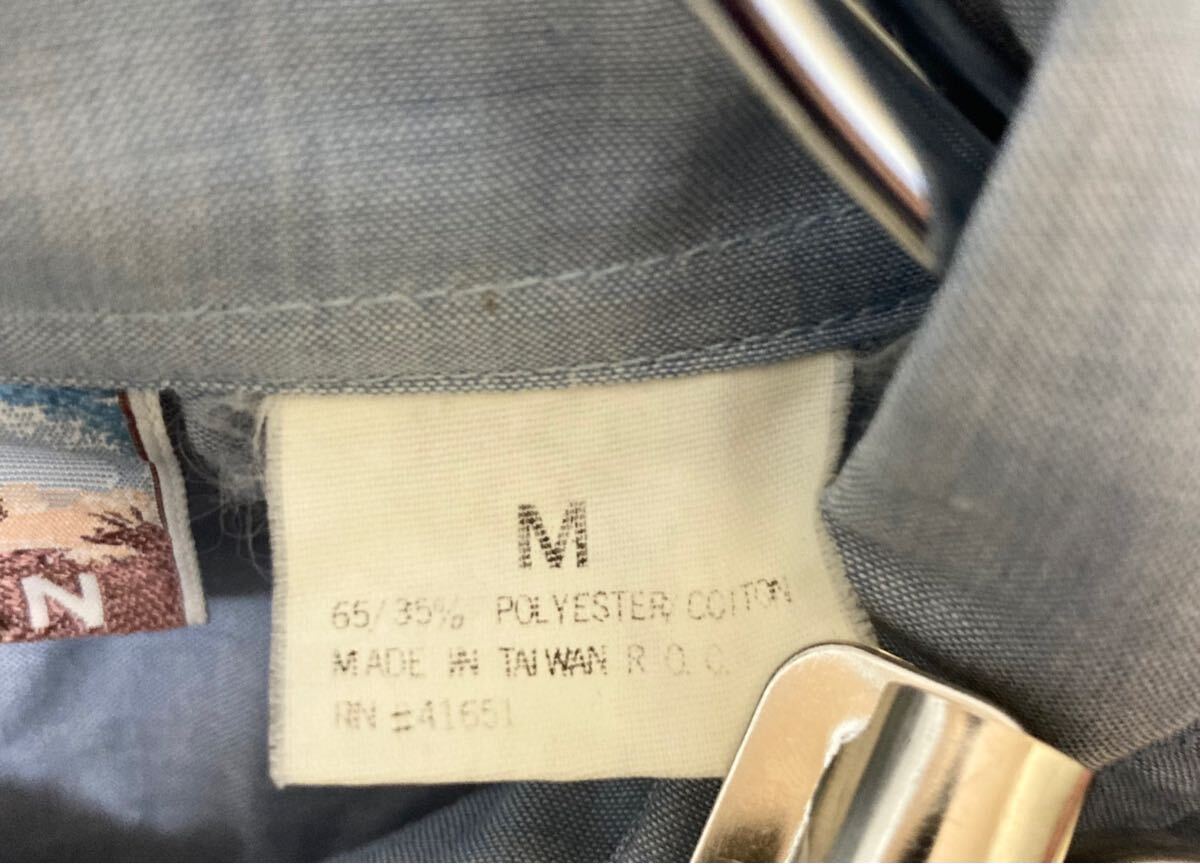 M
65/35% POLYESTER/COTTON
MADE IN TAIWAN R.O.C.
RN #41651
N